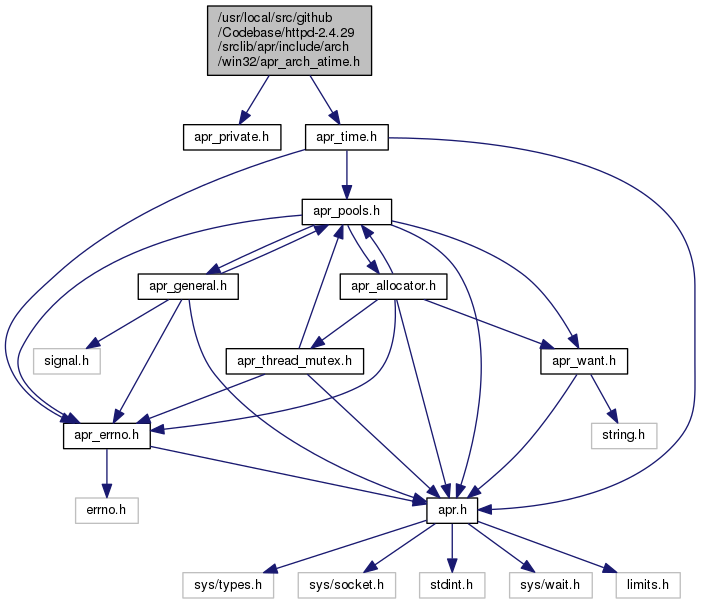 /usr/local/src/github
/Codebase/httpd-2.4.29
/srclib/apr/include/arch
/win32/apr_arch_atime.h
apr_private.h
apr_time.h
apr_pools.h
apr_general.h
apr_allocator.h
signal.h
apr_thread_mutex.h
apr_want.h
apr_errno.h
string.h
errno.h
apr.h
sys/types.h
sys/socket.h
stdint.h
sys/wait.h
limits.h